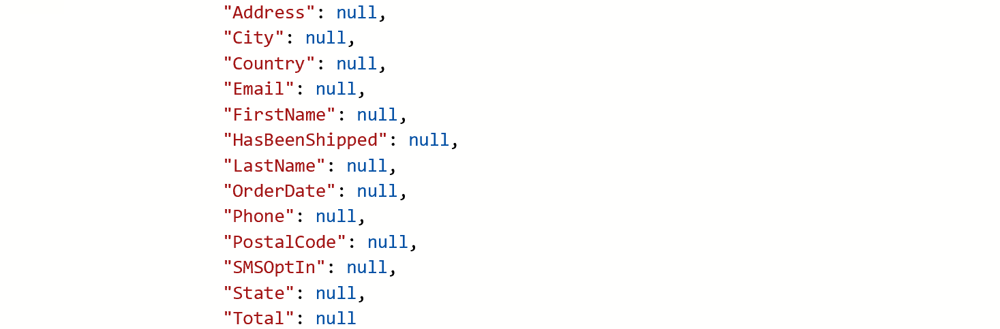 "Address": null,
"City": null,
"Country": null,
"Email": null,
"FirstName": null,
"HasBeenShipped": null,
"LastName": null,
"OrderDate": null,
"Phone": null,
"PostalCode": null,
"SMSOptIn": null,
"State": null,
"Total": null